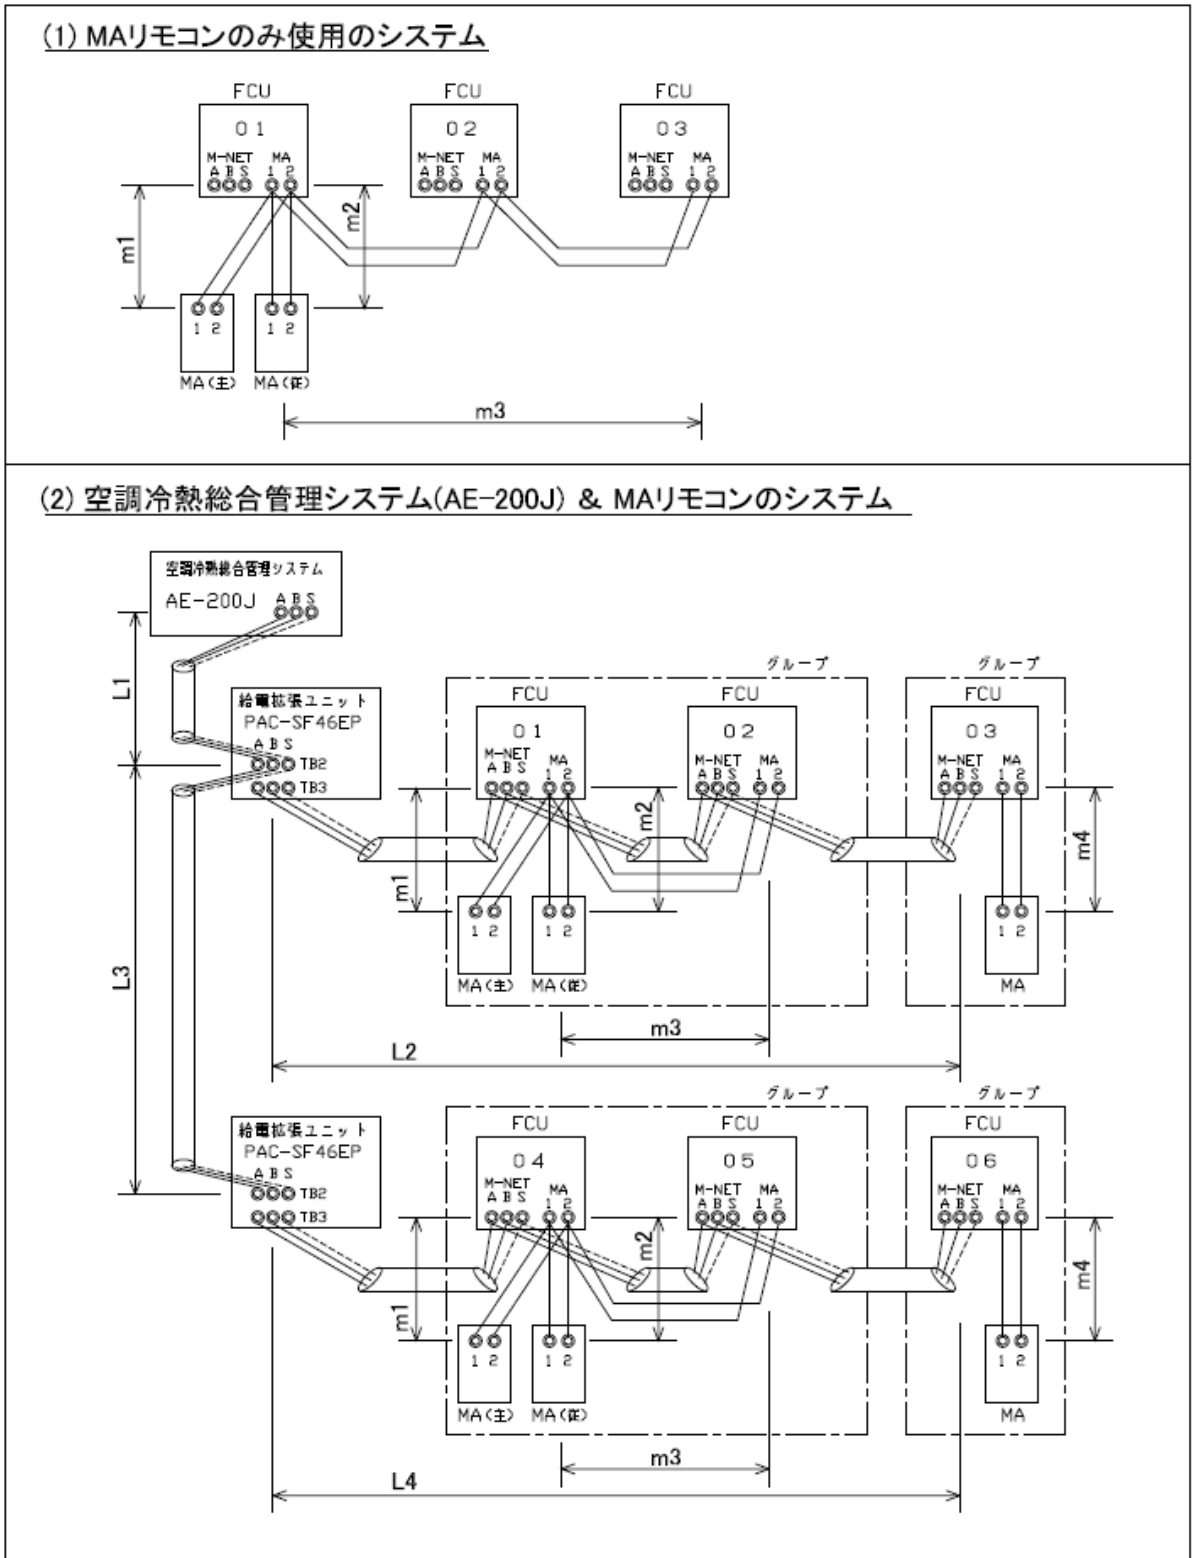 (1) MAリモコンのみ使用のシステム
FCU FCU FCU
01 02 03
M-NET MA M-NET MA M-NET MA
A B S 1 2 A B S 1 2 A B S 1 2
m1 m2
1 2 1 2
MA(主) MA(従)
m3
(2) 空調冷熱総合管理システム(AE-200J) & MAリモコンのシステム
空調冷熱総合管理システム
AE-200J A B S
L1
給電拡張ユニット
PAC-SF46EP
A B S
TB2
TB3
グループ グループ
FCU FCU FCU
01 02 03
M-NET MA M-NET MA M-NET MA
A B S 1 2 A B S 1 2 A B S 1 2
m1 m2 m4
1 2 1 2 1 2
MA(主) MA(従) MA
L3
m3
L2
グループ グループ
給電拡張ユニット
PAC-SF46EP
A B S
TB2
TB3
FCU FCU FCU
04 05 06
M-NET MA M-NET MA M-NET MA
A B S 1 2 A B S 1 2 A B S 1 2
m1 m2 m4
1 2 1 2 1 2
MA(主) MA(従) MA
m3
L4